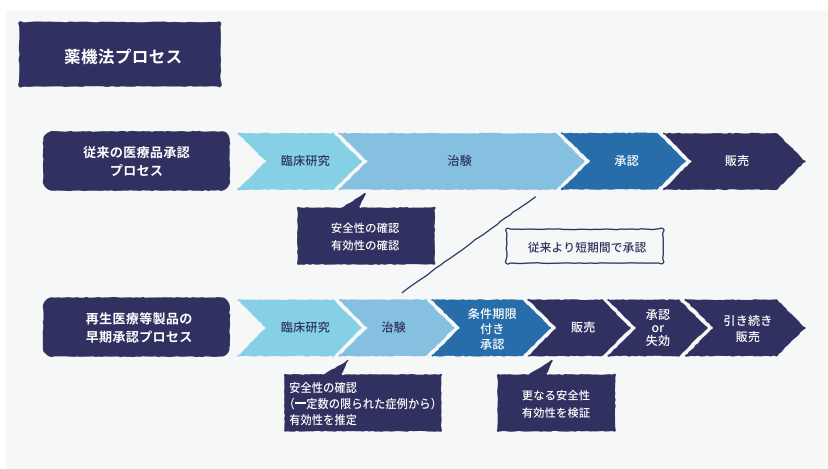 薬機法プロセス
従来の医療品承認
プロセス
臨床研究
治験
承認
販売
安全性の確認
有効性の確認
従来より短期間で承認
再生医療等製品の
早期承認プロセス
臨床研究
治験
条件期限
付き
承認
販売
承認
or
失効
引き続き
販売
安全性の確認
（一定数の限られた症例から）
有効性を推定
更なる安全性
有効性を検証